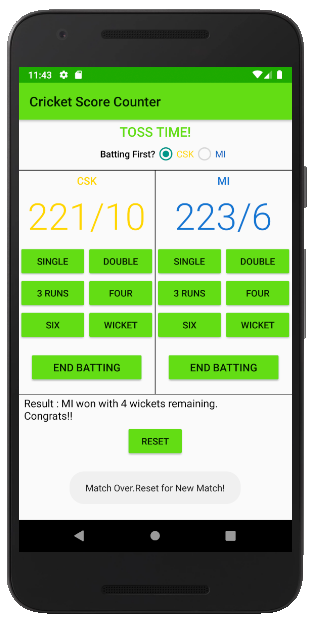 11:43
Cricket Score Counter
TOSS TIME!
Batting First? CSK MI
CSK MI
221/10 223/6
SINGLE DOUBLE SINGLE DOUBLE
3 RUNS FOUR 3 RUNS FOUR
SIX WICKET SIX WICKET
END BATTING END BATTING
Result : MI won with 4 wickets remaining.
Congrats!!
RESET
Match Over.Reset for New Match!